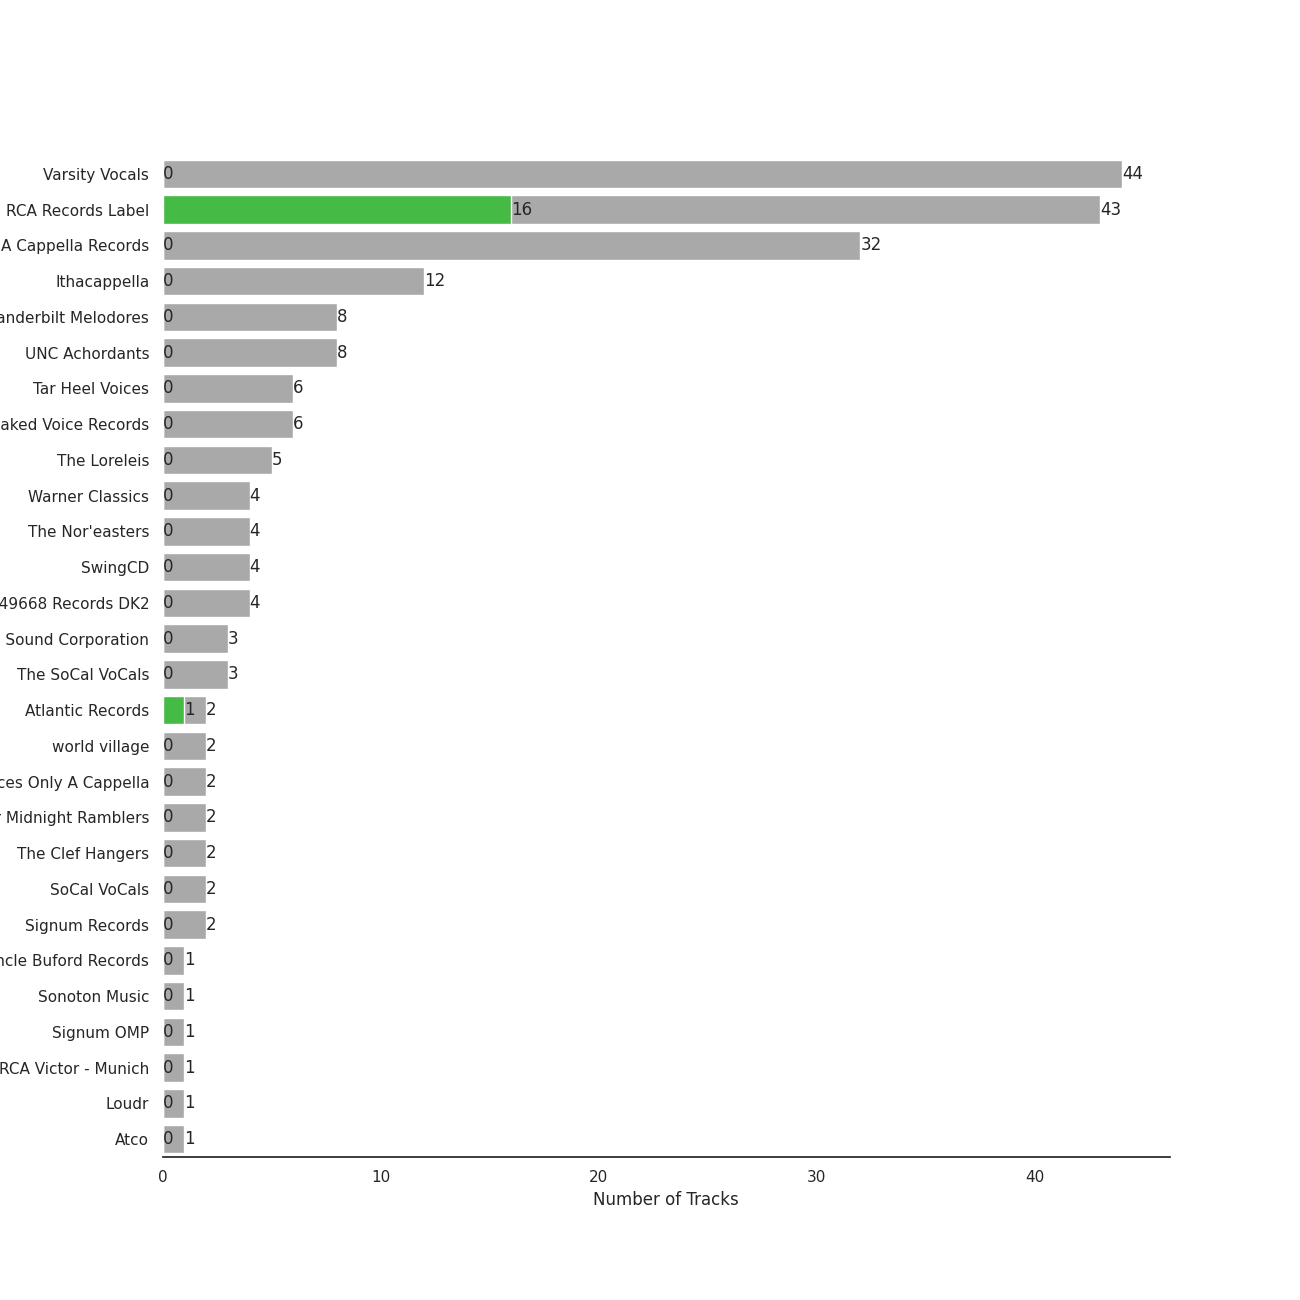 Varsity Vocals 0 44
RCA Records Label 16 43
A Cappella Records 0 32
Ithacappella 0 12
anderbilt Melodores 0 8
UNC Achordants 0 8
Tar Heel Voices 0 6
aked Voice Records 0 6
The Loreleis 0 5
Warner Classics 0 4
The Nor'easters 0 4
SwingCD 0 4
49668 Records DK2 0 4
Sound Corporation 0 3
The SoCal VoCals 0 3
Atlantic Records 1 2
world village 0 2
ces Only A Cappella 0 2
Midnight Ramblers 0 2
The Clef Hangers 0 2
SoCal VoCals 0 2
Signum Records 0 2
ncle Buford Records 0 1
Sonoton Music 0 1
Signum OMP 0 1
RCA Victor - Munich 0 1
Loudr 0 1
Atco 0 1
0 10 20 30 40
Number of Tracks